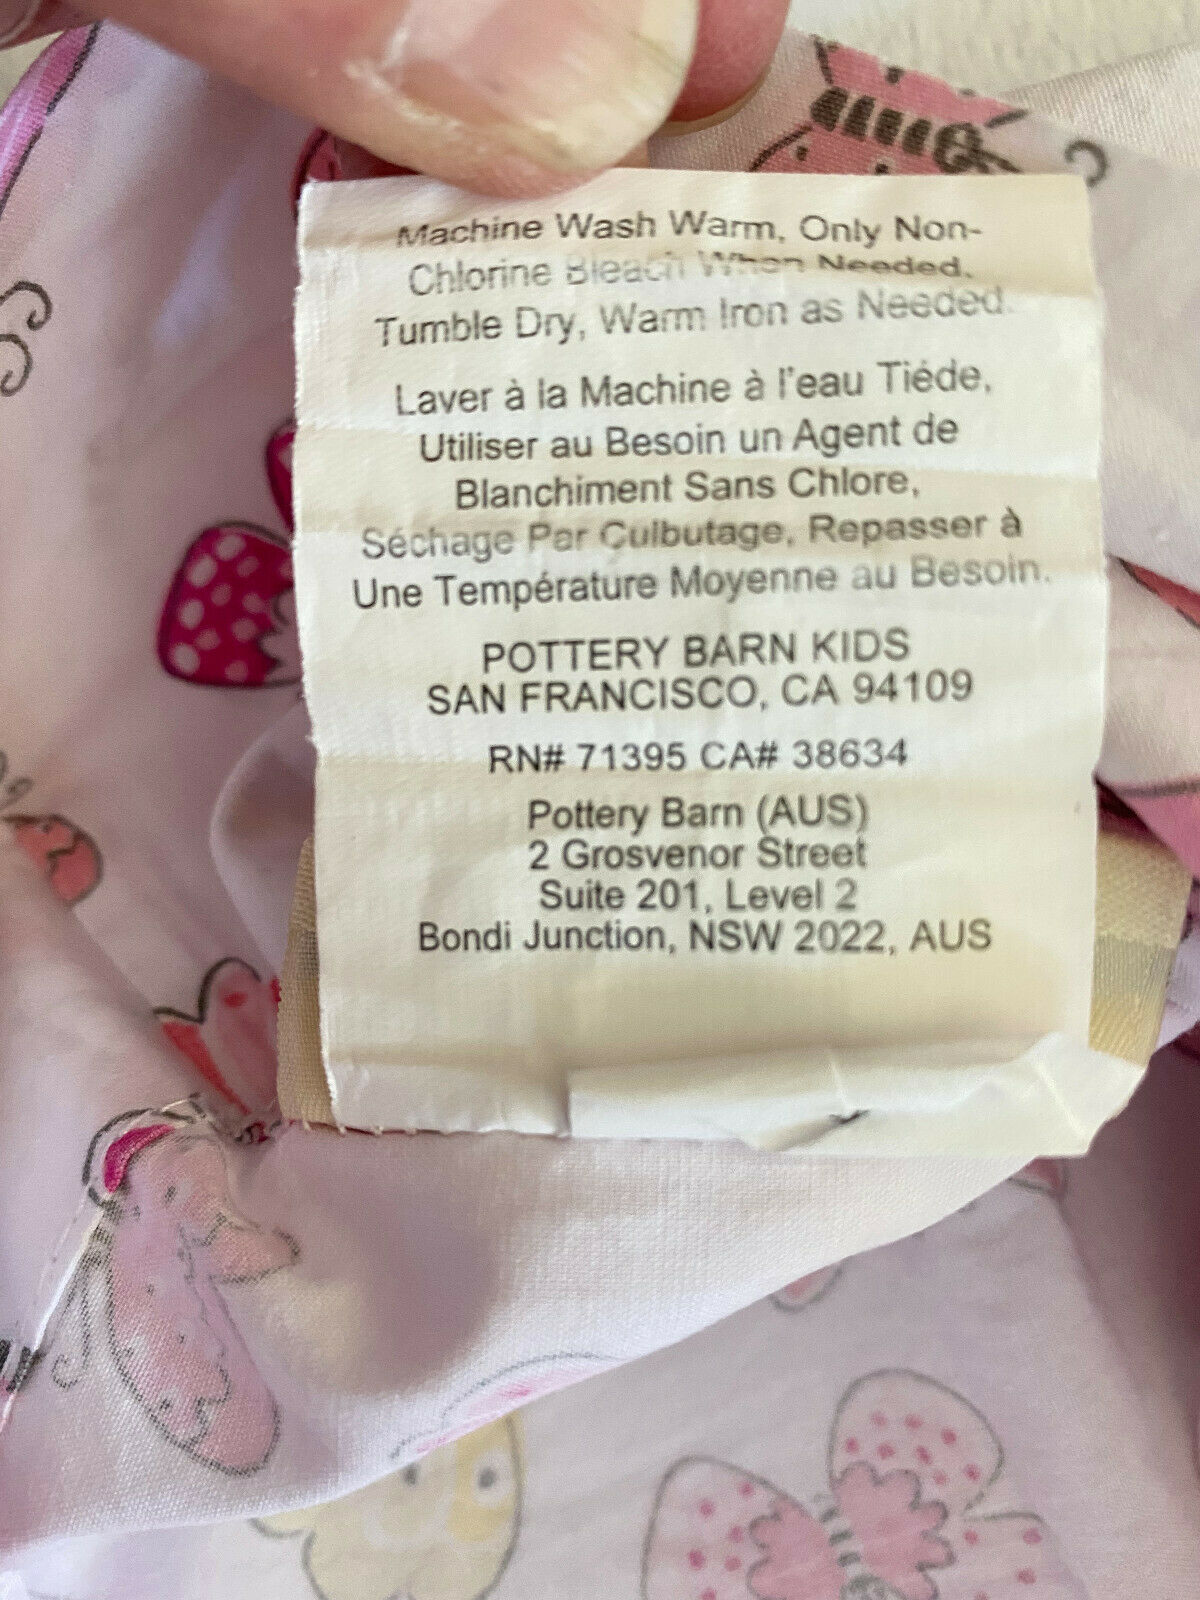 Machine Wash Warm, Only Non-
Chlorine Bleach When Needed,
Tumble Dry, Warm Iron as Needed.
Laver à la Machine à l'eau Tiéde,
Utiliser au Besoin un Agent de
Blanchiment Sans Chlore,
Séchage Par Culbutage, Repasser à
Une Température Moyenne au Besoin.
POTTERY BARN KIDS
SAN FRANCISCO, CA 94109
RN# 71395 CA# 38634
Pottery Barn (AUS)
2 Grosvenor Street
Suite 201, Level 2
Bondi Junction, NSW 2022, AUS